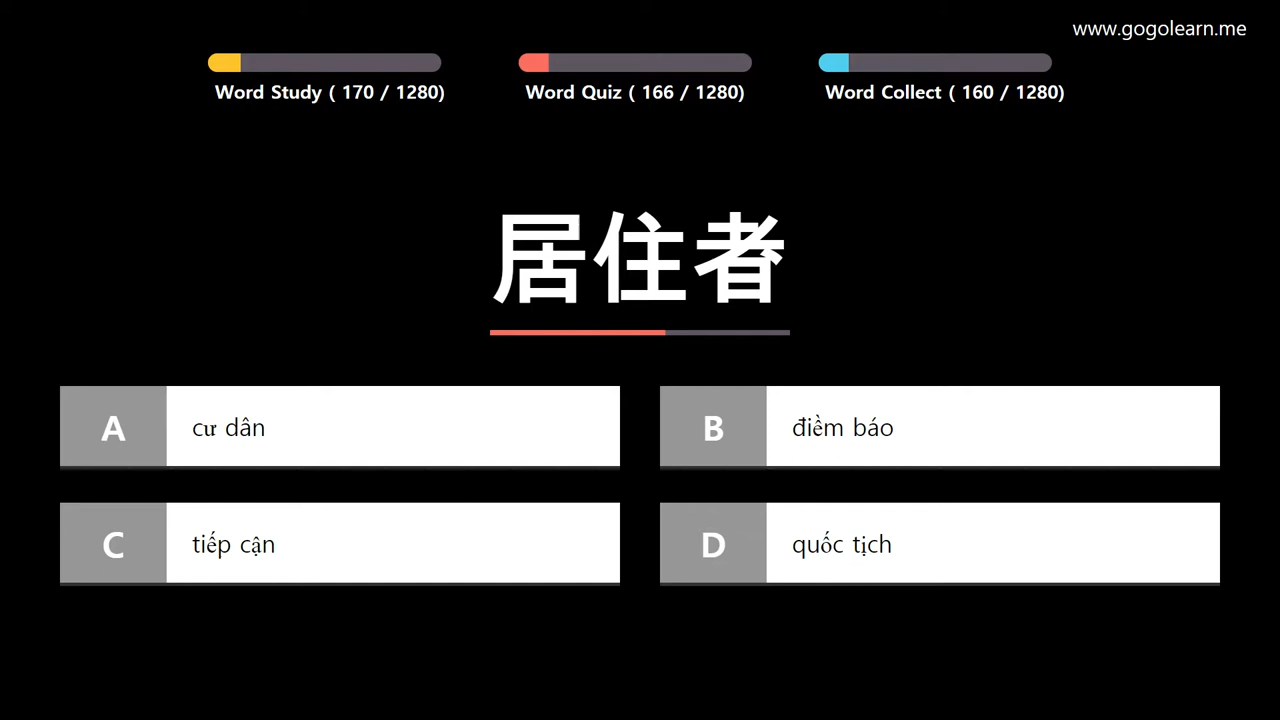 www.gogolearn.me
Word Study ( 170 / 1280)
Word Quiz ( 166 / 1280)
Word Collect ( 160 / 1280)
居住者
A cư dân
B điềm báo
C tiếp cận
D quốc tịch